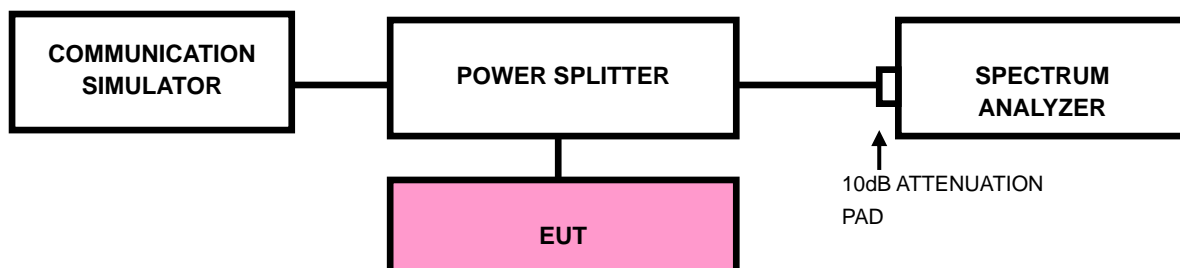 COMMUNICATION
SIMULATOR
POWER SPLITTER
SPECTRUM
ANALYZER
10dB ATTENUATION
PAD
EUT